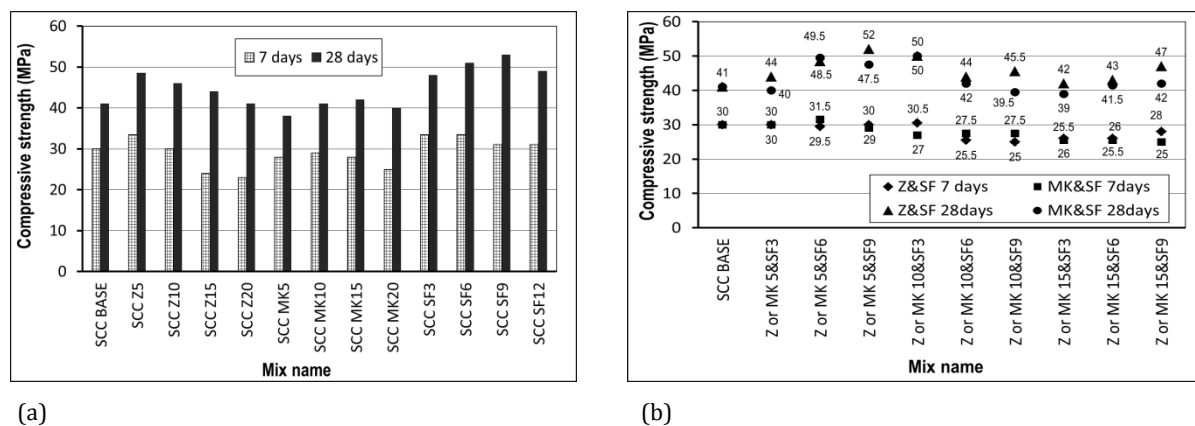 Compressive strength (MPa)
60
50
40
30
20
10
0
7 days 28 days
SCC BASE
SCC Z5
SCC Z10
SCC Z15
SCC Z20
SCC MK5
SCC MK10
SCC MK15
SCC MK20
SCC SF3
SCC SF6
SCC SF9
SCC SF12
Mix name
(a)
Compressive strength (MPa)
60
50
40
30
20
10
0
41 44 49.5 52 50 44 45.5 42 43 47
40 48.5 47.5 50 42 39.5 39 41.5 42
30 30 31.5 30 30.5 27.5 27.5 25.5 26 28
30 29.5 29 27 25.5 25 26 25.5 25
Z&SF 7 days MK&SF 7days
Z&SF 28days MK&SF 28days
SCC BASE
Z or MK 5&SF3
Z or MK 5&SF6
Z or MK 5&SF9
Z or MK 10&SF3
Z or MK 10&SF6
Z or MK 10&SF9
Z or MK 15&SF3
Z or MK 15&SF6
Z or MK 15&SF9
Mix name
(b)